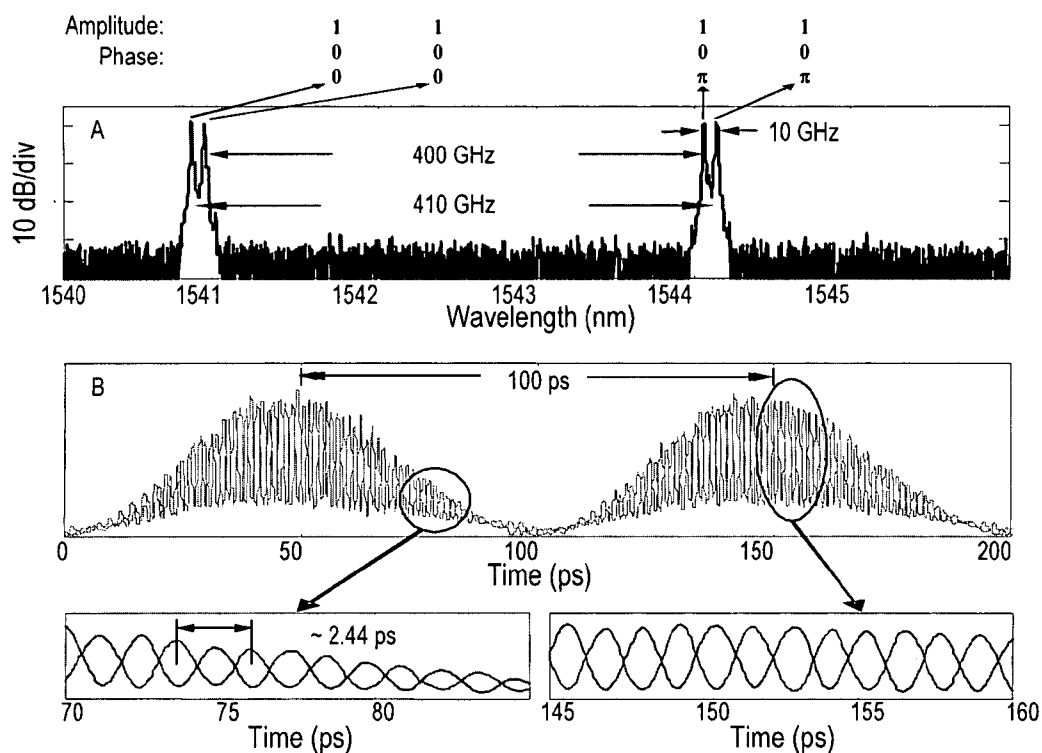 Amplitude: 1 1 1 1
Phase: 0 0 0 0
0 0 π π
A
10 GHz
400 GHz
410 GHz
10 dB/div
1540 1541 1542 1543 1544 1545
Wavelength (nm)
B
100 ps
0 50 100 150 200
Time (ps)
~ 2.44 ps
70 75 80
Time (ps)
145 150 155 160
Time (ps)